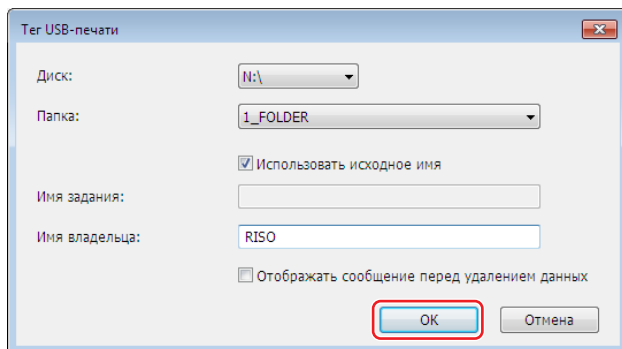 Тег USB-печати
Диск: N:\
Папка: 1_FOLDER
Использовать исходное имя
Имя задания:
Имя владельца: RISO
Отображать сообщение перед удалением данных
OK Отмена